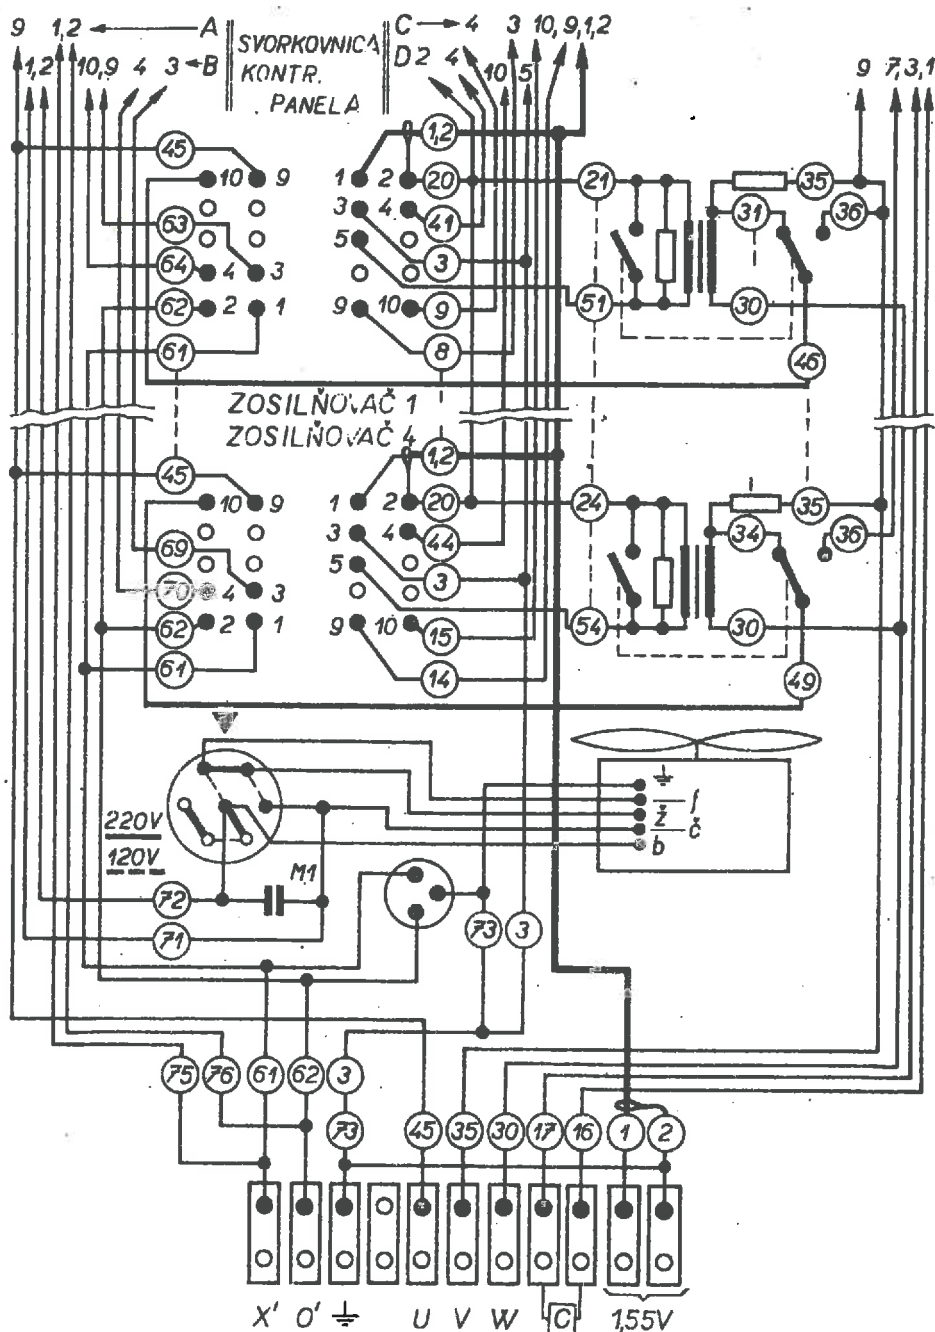 9 1,2 A
C 4 3 10, 9, 1, 2
SVORKOVNICA
KONTR.
PANELA
1,2 10,9 4 3 B
D 2 4 10 5
9 7, 3, 1
1,2
45
10 9
1 2 20
21
35
31 36
63
3 4 41
5 3
64
4 3
51
30
62 2 1
9 10 9
61
8
46
ZOSILŇOVAČ 1
ZOSILŇOVAČ 4
1,2
45
10 9
1 2 20
24
35
34 36
3 4 44
69
5 3
70 4 3
54
30
62 2 1
9 10 15
61
14
49
220V
120V
f
ž
č
b
M1
72
71
73 3
75 76 61 62 3
73 45 35 30 17 16 1 2
X' O' U V W C 1,55V